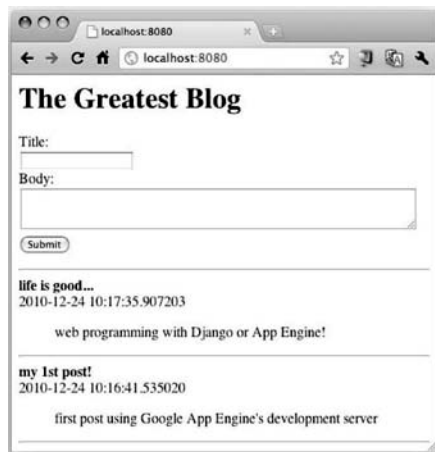 localhost:8080
localhost:8080
The Greatest Blog
Title:
Body:
Submit
life is good...
2010-12-24 10:17:35.907203
web programming with Django or App Engine!
my 1st post!
2010-12-24 10:16:41.535020
first post using Google App Engine's development server